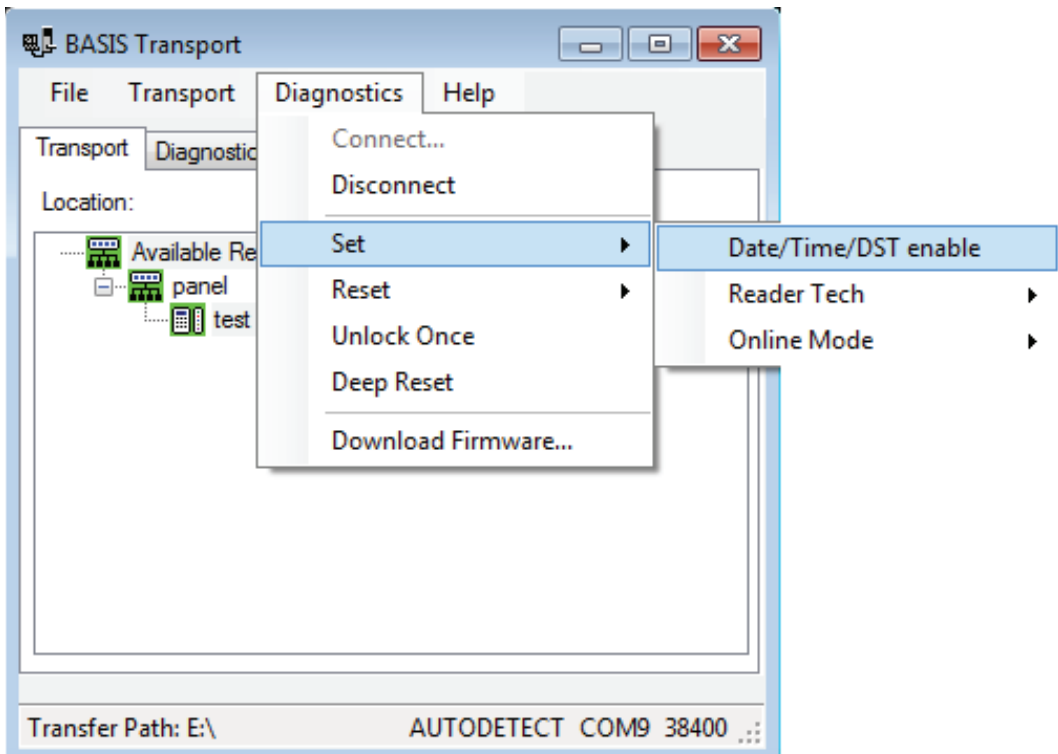 BASIS Transport
File Transport Diagnostics Help
Transport Diagnostic
Location:
Available Re
panel
test
Connect...
Disconnect
Set
Reset
Unlock Once
Deep Reset
Download Firmware...
Date/Time/DST enable
Reader Tech
Online Mode
Transfer Path: E:\ AUTODETECT COM9 38400